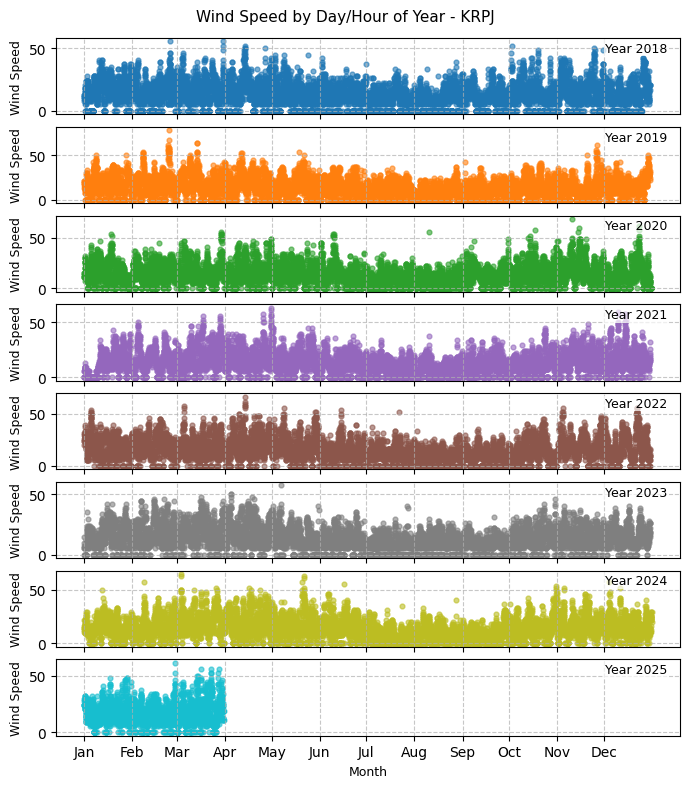 Wind Speed by Day/Hour of Year - KRPJ
50
0
Wind Speed
Year 2018
50
0
Wind Speed
Year 2019
50
0
Wind Speed
Year 2020
50
0
Wind Speed
Year 2021
50
0
Wind Speed
Year 2022
50
0
Wind Speed
Year 2023
50
0
Wind Speed
Year 2024
50
0
Wind Speed
Year 2025
Jan Feb Mar Apr May Jun Jul Aug Sep Oct Nov Dec
Month